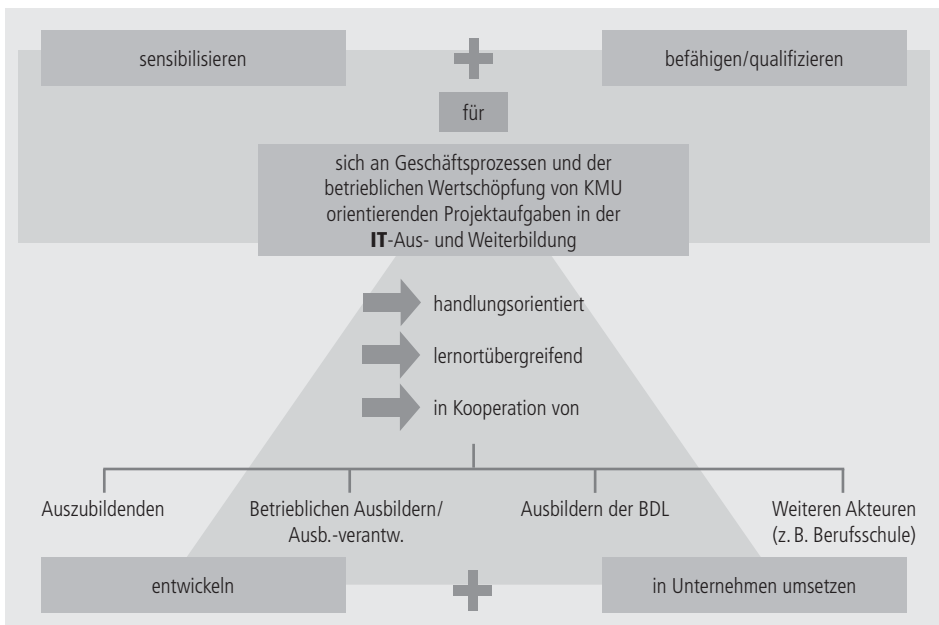 sensibilisieren
befähigen/qualifizieren
für
sich an Geschäftsprozessen und der
betrieblichen Wertschöpfung von KMU
orientierenden Projektaufgaben in der
IT-Aus- und Weiterbildung
handlungsorientiert
lernortübergreifend
in Kooperation von
Auszubildenden
Betrieblichen Ausbildern/
Ausb.-verantw.
Ausbildern der BDL
Weiteren Akteuren
(z. B. Berufsschule)
entwickeln
in Unternehmen umsetzen